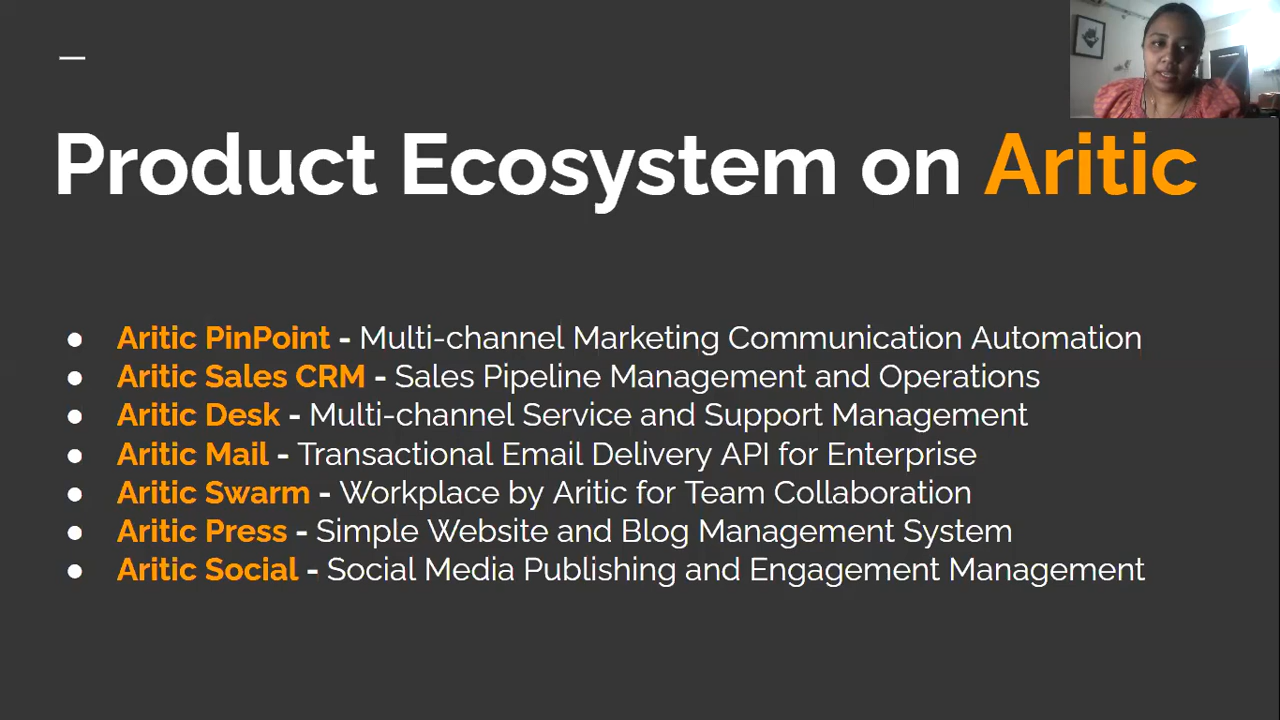 Product Ecosystem on Aritic
● Aritic PinPoint - Multi-channel Marketing Communication Automation
● Aritic Sales CRM - Sales Pipeline Management and Operations
● Aritic Desk - Multi-channel Service and Support Management
● Aritic Mail - Transactional Email Delivery API for Enterprise
● Aritic Swarm - Workplace by Aritic for Team Collaboration
● Aritic Press - Simple Website and Blog Management System
● Aritic Social - Social Media Publishing and Engagement Management